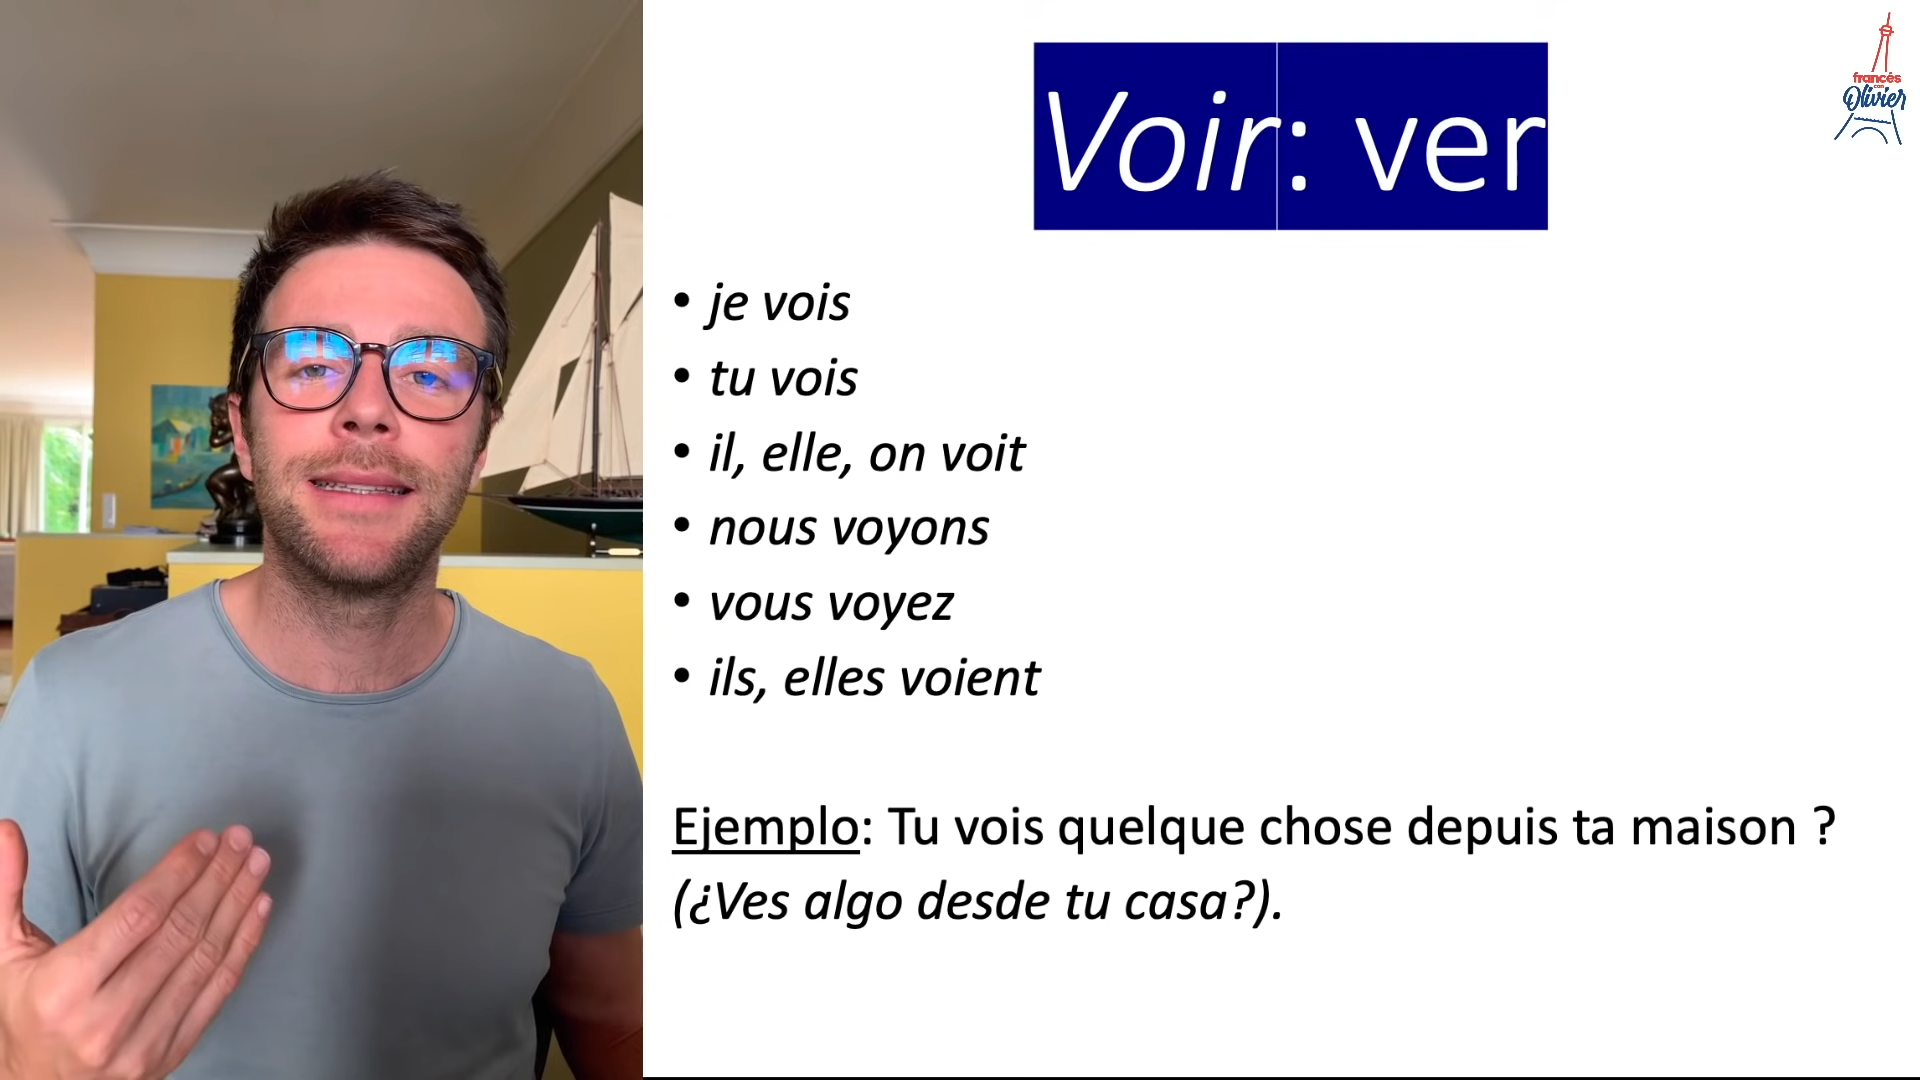 Voir: ver
francés
con
Olivier
• je vois
• tu vois
• il, elle, on voit
• nous voyons
• vous voyez
• ils, elles voient
Ejemplo: Tu vois quelque chose depuis ta maison ?
(¿Ves algo desde tu casa?).